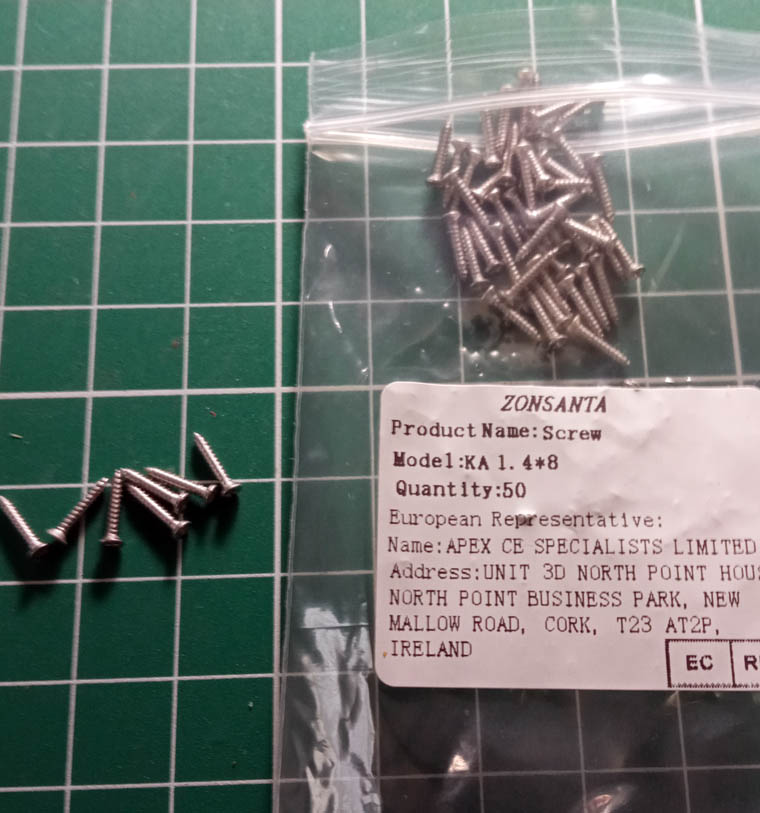 ZONSANTA
Product Name:Screw
Model:KA 1.4*8
Quantity:50
European Representative:
Name:APEX CE SPECIALISTS LIMITED
Address:UNIT 3D NORTH POINT
NORTH POINT BUSINESS PARK, NEW
MALLOW ROAD, CORK, T23 AT2P,
IRELAND
EC